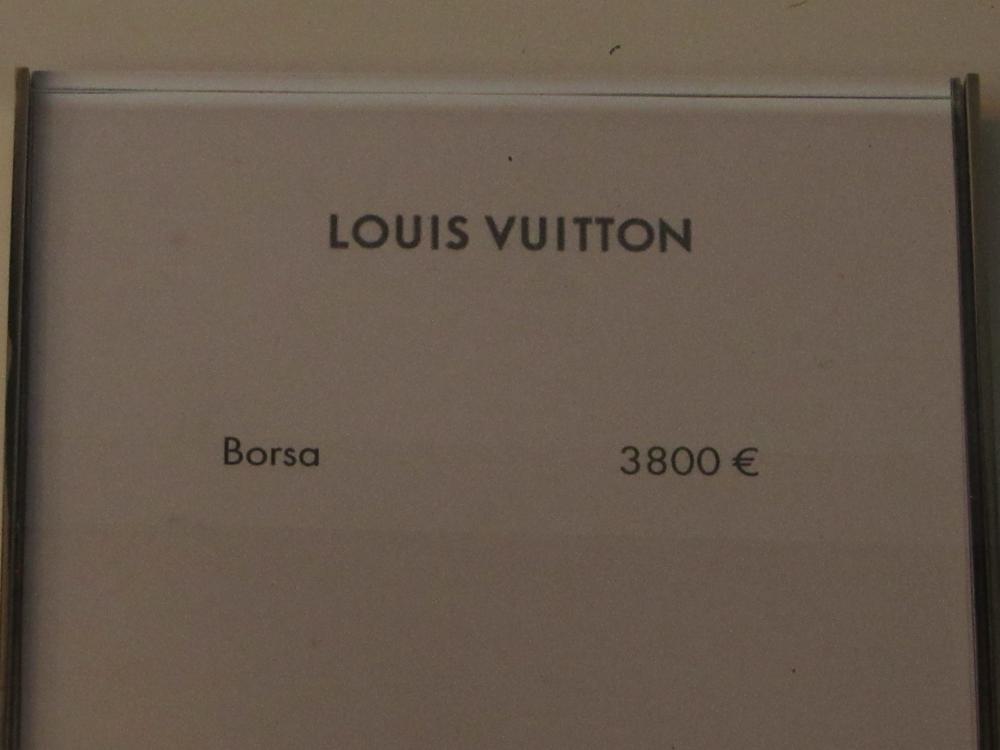 LOUIS VUITTON
Borsa 3800 €